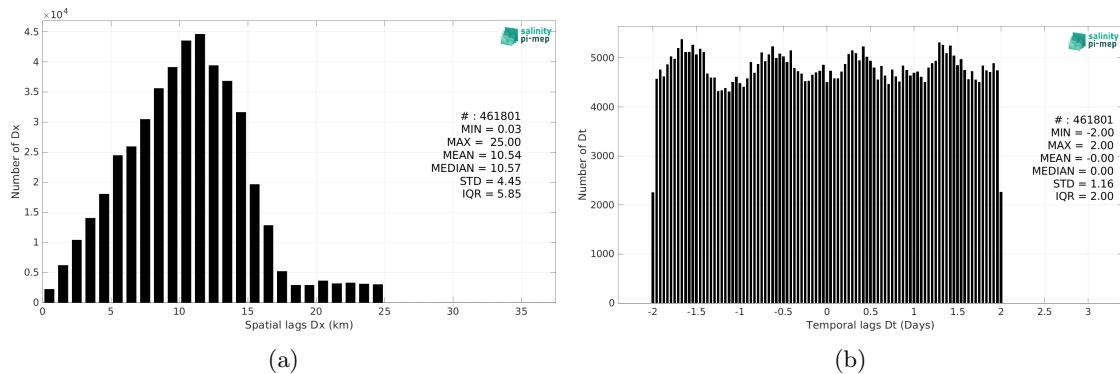 ×10⁴
4.5
4
3.5
3
2.5
2
1.5
1
0.5
0
Number of Dx
0 5 10 15 20 25 30 35
Spatial lags Dx (km)
salinity
pi-mep
# : 461801
MIN = 0.03
MAX = 25.00
MEAN = 10.54
MEDIAN = 10.57
STD = 4.45
IQR = 5.85
(a)
5000
4000
3000
2000
1000
0
Number of Dt
-2 -1.5 -1 -0.5 0 0.5 1 1.5 2 2.5 3
Temporal lags Dt (Days)
salinity
pi-mep
# : 461801
MIN = -2.00
MAX = 2.00
MEAN = -0.00
MEDIAN = 0.00
STD = 1.16
IQR = 2.00
(b)